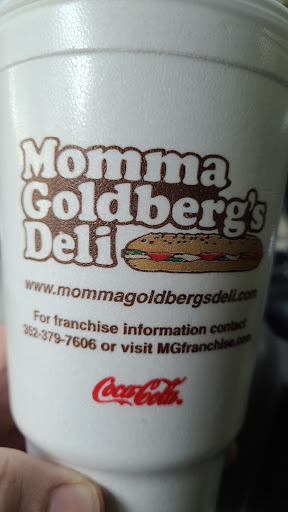 Momma
Goldberg's
Deli
www.mommagoldbergsdeli.com
For franchise information contact
352-379-7606 or visit MGfranchise.com
Coca-Cola.